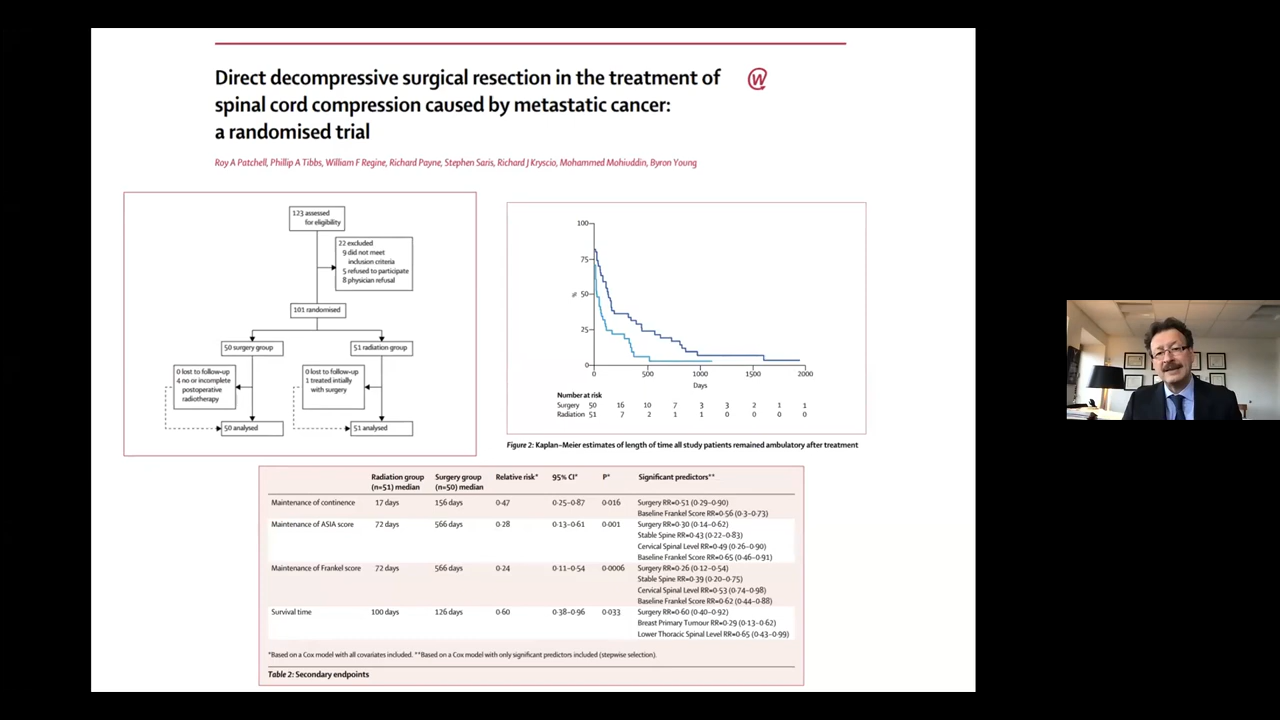 Direct decompressive surgical resection in the treatment of
spinal cord compression caused by metastatic cancer:
a randomised trial
Roy A Patchell, Phillip A Tibbs, William F Regine, Richard Payne, Stephen Saris, Richard J Kryscio, Mohammed Mohiuddin, Byron Young
123 assessed
for eligibility
22 excluded
9 did not meet
inclusion criteria
5 refused to participate
8 physician refusal
101 randomised
50 surgery group
51 radiation group
0 lost to follow-up
4 no or incomplete
postoperative
radiotherapy
0 lost to follow-up
1 treated intially
with surgery
50 analysed
51 analysed
100
75
50
25
0
%
0 500 1000 1500 2000
Days
Number at risk
Surgery 50 16 10 7 3 3 2 1 1
Radiation 51 7 2 1 1 0 0 0 0
Figure 2: Kaplan–Meier estimates of length of time all study patients remained ambulatory after treatment
Radiation group Surgery group Relative risk* 95% CI* P* Significant predictors**
(n=51) median (n=50) median
Maintenance of continence 17 days 156 days 0·47 0·25–0·87 0·016 Surgery RR=0·51 (0·29–0·90)
Baseline Frankel Score RR=0·56 (0·3–0·73)
Maintenance of ASIA score 72 days 566 days 0·28 0·13–0·61 0·001 Surgery RR=0·30 (0·14–0·62)
Stable Spine RR=0·43 (0·22–0·83)
Cervical Spinal Level RR=0·49 (0·26–0·90)
Baseline Frankel Score RR=0·65 (0·46–0·91)
Maintenance of Frankel score 72 days 566 days 0·24 0·11–0·54 0·0006 Surgery RR=0·26 (0·12–0·54)
Stable Spine RR=0·39 (0·20–0·75)
Cervical Spinal Level RR=0·53 (0·74–0·98)
Baseline Frankel Score RR=0·62 (0·44–0·88)
Survival time 100 days 126 days 0·60 0·38–0·96 0·033 Surgery RR=0·60 (0·40–0·92)
Breast Primary Tumour RR=0·29 (0·13–0·62)
Lower Thoracic Spinal Level RR=0·65 (0·43–0·99)
*Based on a Cox model with all covariates included. **Based on a Cox model with only significant predictors included (stepwise selection).
Table 2: Secondary endpoints